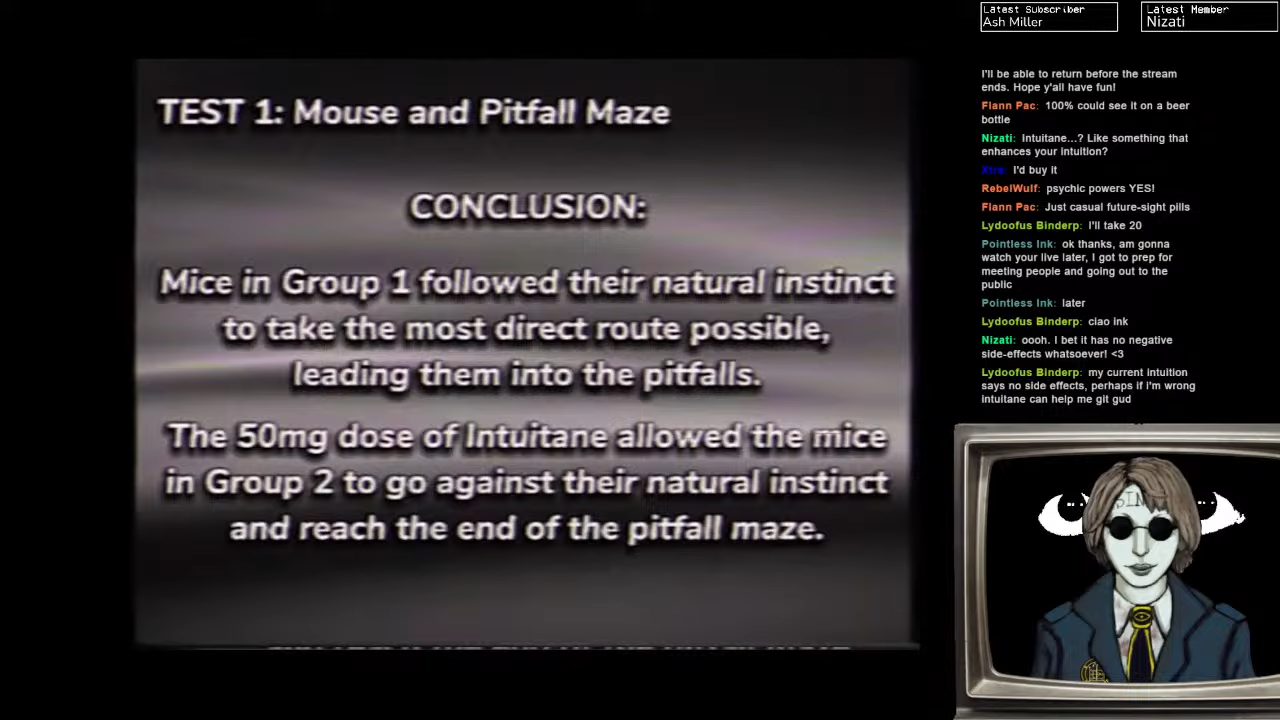 Latest Subscriber
Ash Miller
Latest Member
Nizati
TEST 1: Mouse and Pitfall Maze
CONCLUSION:
Mice in Group 1 followed their natural instinct
to take the most direct route possible,
leading them into the pitfalls.
The 50mg dose of Intuitane allowed the mice
in Group 2 to go against their natural instinct
and reach the end of the pitfall maze.
I'll be able to return before the stream
ends. Hope y'all have fun!
Flann Pac: 100% could see it on a beer
bottle
Nizati: Intuitane...? Like something that
enhances your intuition?
I'd buy it
RebelWulf: psychic powers YES!
Flann Pac: Just casual future-sight pills
Lydoofus Binderp: I'll take 20
Pointless Ink: ok thanks, am gonna
watch your live later, I got to prep for
meeting people and going out to the
public
Pointless Ink: later
Lydoofus Binderp: ciao ink
Nizati: oooh. I bet it has no negative
side-effects whatsoever! <3
Lydoofus Binderp: my current intuition
says no side effects, perhaps if i'm wrong
intuitane can help me git gud
SIN